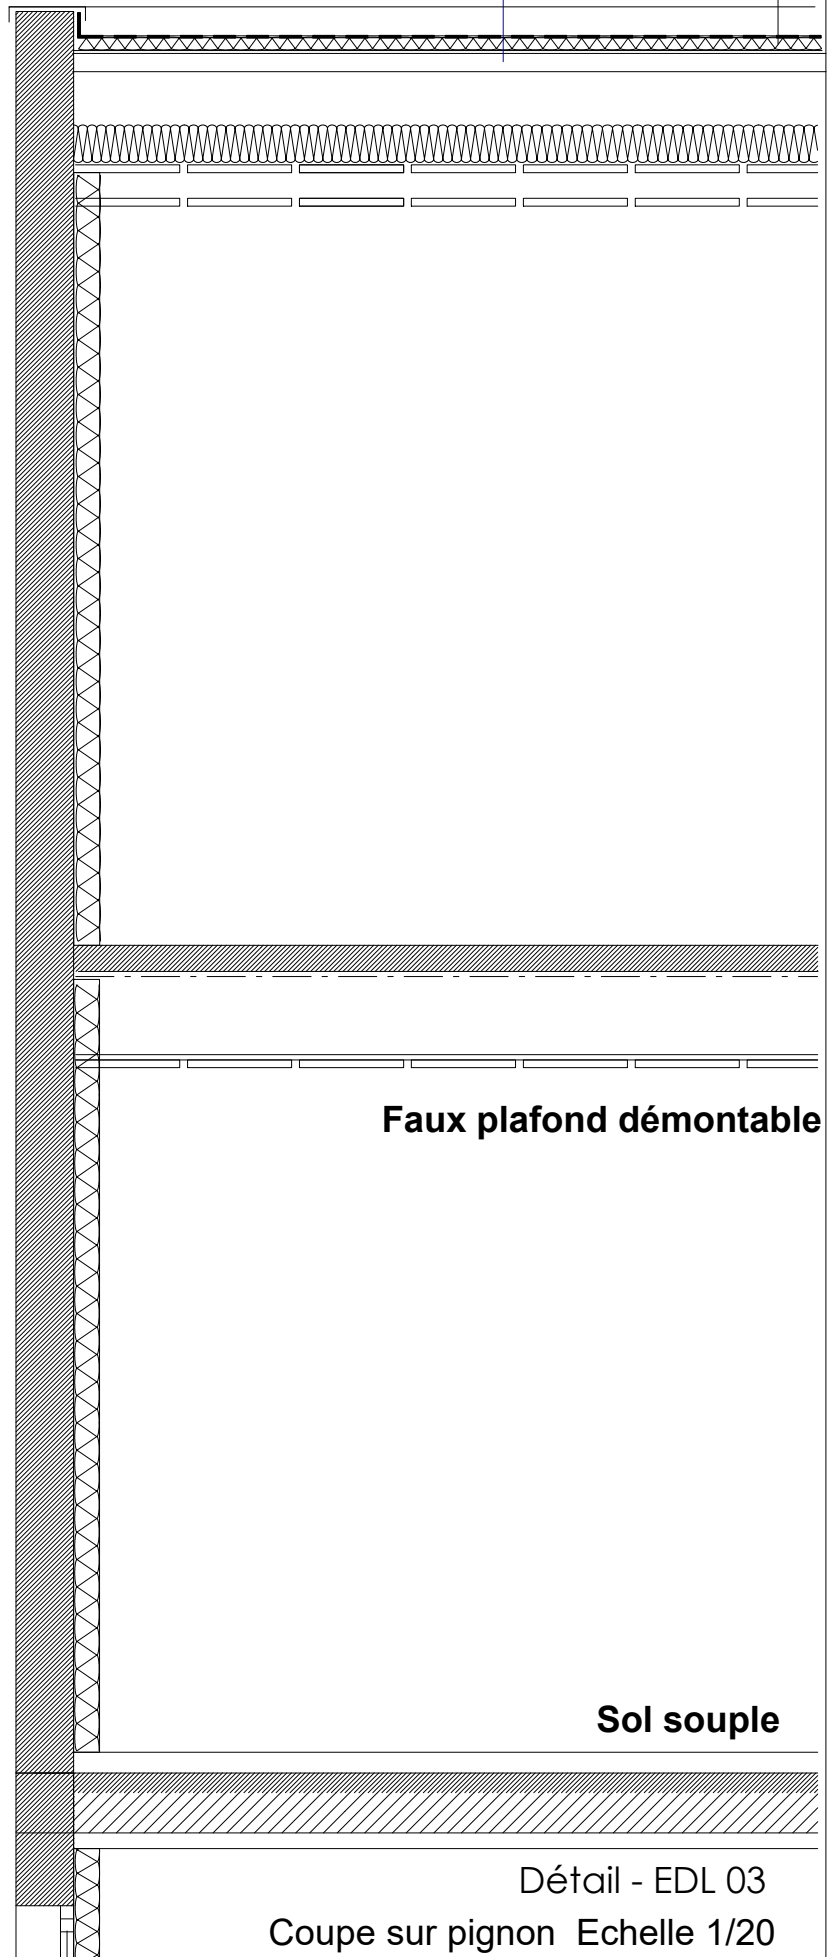 Faux plafond démontable
Sol souple
Détail - EDL 03
Coupe sur pignon Echelle 1/20